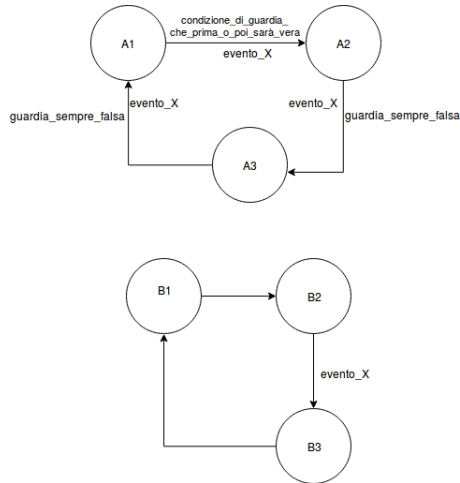 condizione_di_guardia_
che_prima_o_poi_sarà_vera
A1
A2
evento_X
evento_X
evento_X
guardia_sempre_falsa
guardia_sempre_falsa
A3
B1
B2
evento_X
B3